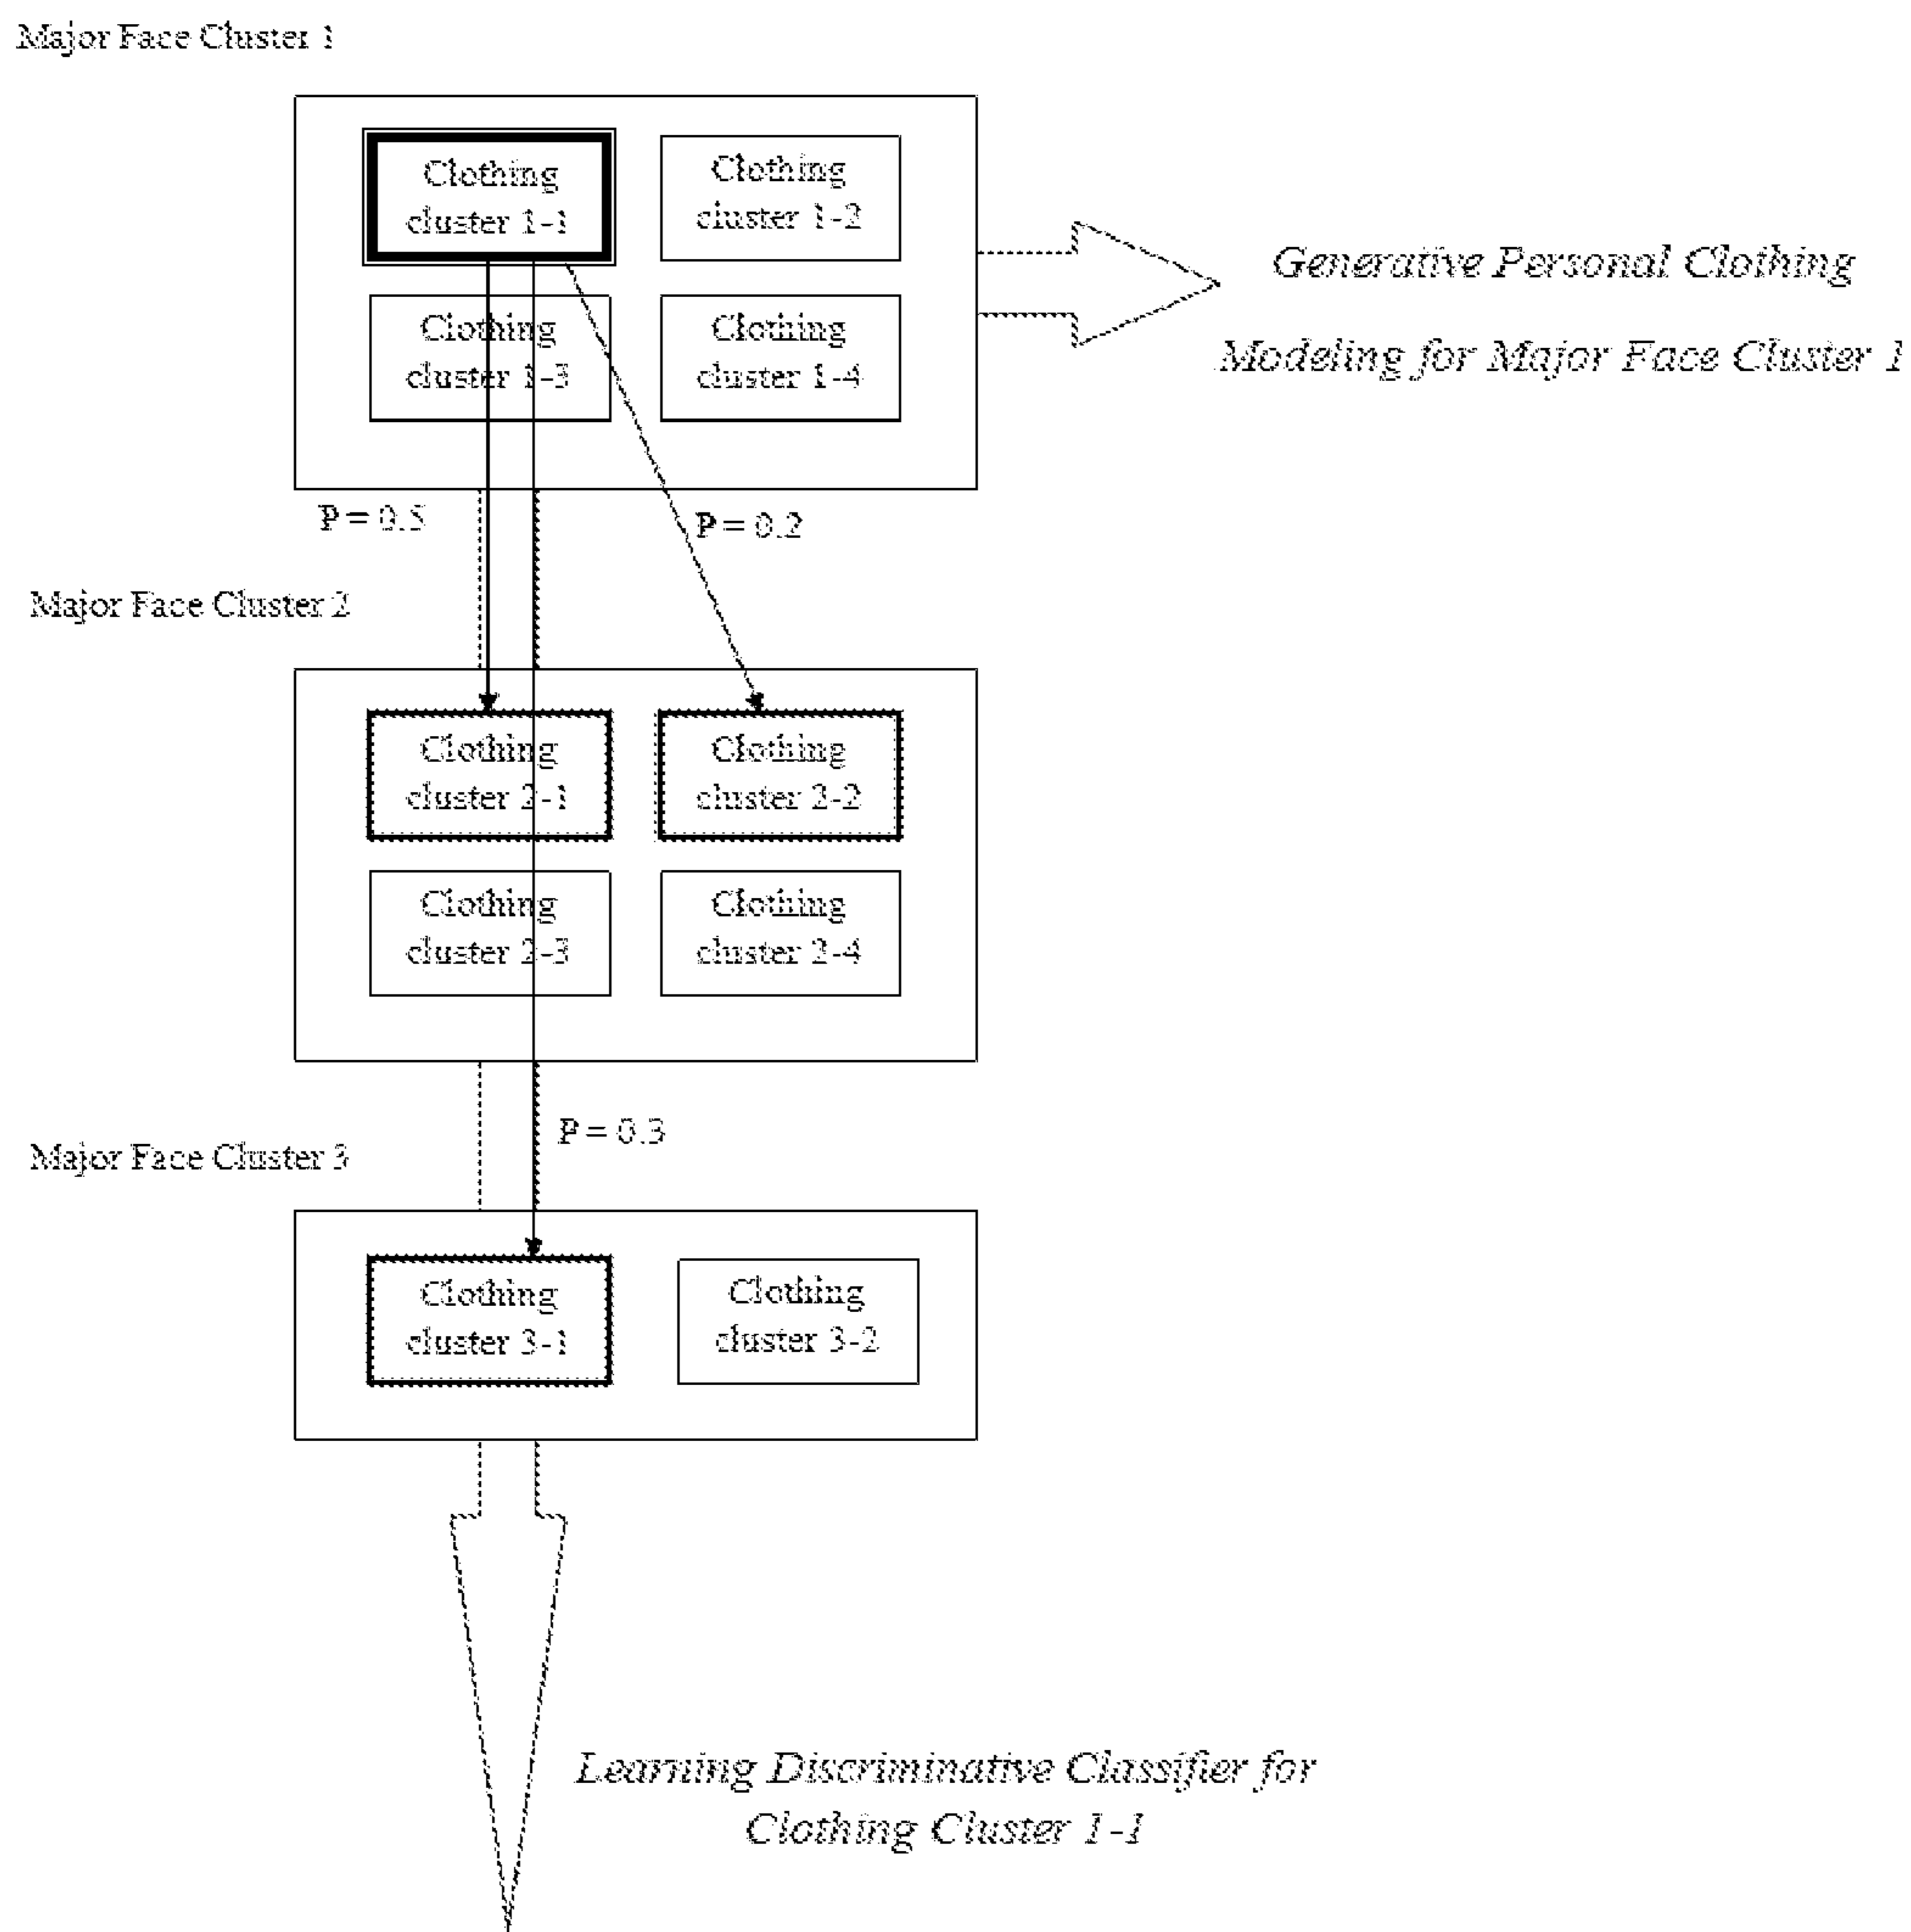 Major Face Cluster 1
Clothing
cluster 1-1
Clothing
cluster 1-2
Clothing
cluster 1-3
Clothing
cluster 1-4
Generative Personal Clothing
Modeling for Major Face Cluster 1
P = 0.5
P = 0.2
Major Face Cluster 2
Clothing
cluster 2-1
Clothing
cluster 2-2
Clothing
cluster 2-3
Clothing
cluster 2-4
P = 0.3
Major Face Cluster 3
Clothing
cluster 3-1
Clothing
cluster 3-2
Learning Discriminative Classifier for
Clothing Cluster 1-1